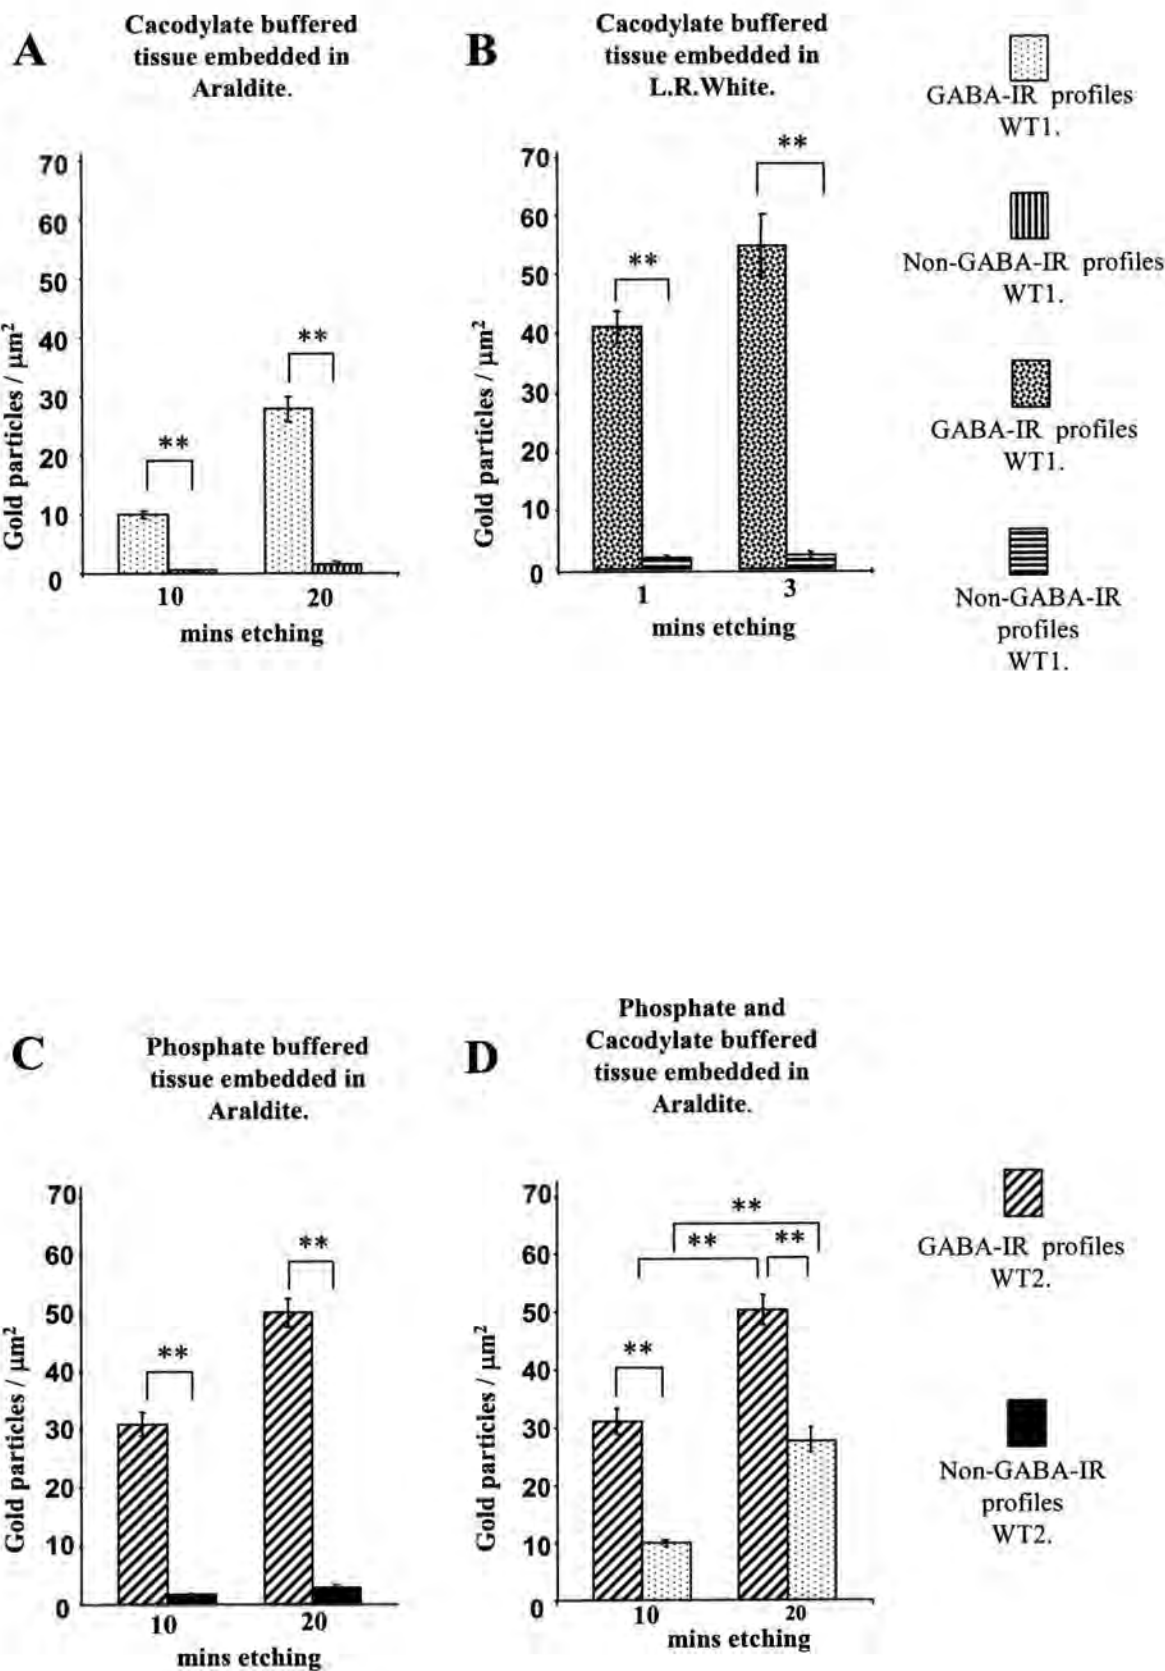 A
Cacodylate buffered
tissue embedded in
Araldite.
Gold particles / μm²
70
60
50
40
30
20
10
0
**
**
10
20
mins etching
B
Cacodylate buffered
tissue embedded in
L.R.White.
Gold particles / μm²
70
60
50
40
30
20
10
0
**
**
1
3
mins etching
GABA-IR profiles
WT1.
Non-GABA-IR profiles
WT1.
GABA-IR profiles
WT1.
Non-GABA-IR
profiles
WT1.
C
Phosphate buffered
tissue embedded in
Araldite.
Gold particles / μm²
70
60
50
40
30
20
10
0
**
**
10
20
mins etching
D
Phosphate and
Cacodylate buffered
tissue embedded in
Araldite.
Gold particles / μm²
70
60
50
40
30
20
10
0
**
**
**
**
10
20
mins etching
GABA-IR profiles
WT2.
Non-GABA-IR
profiles
WT2.